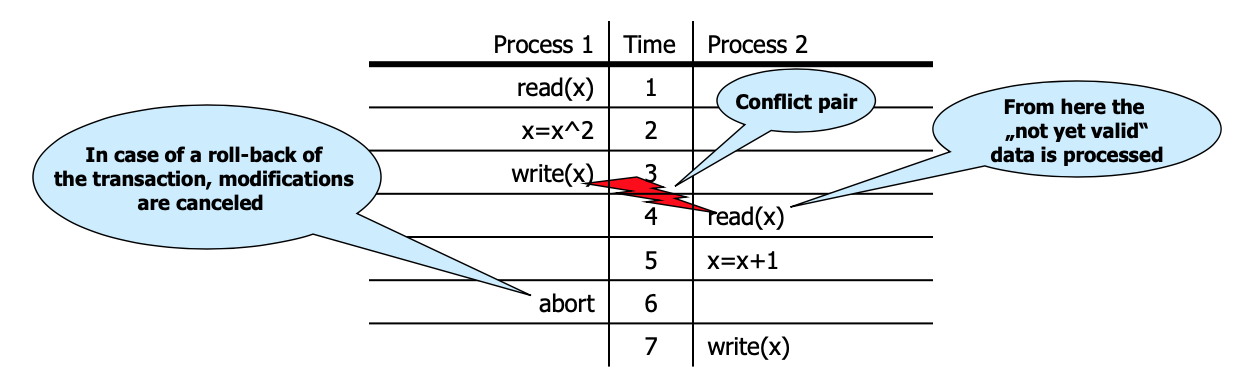 Process 1 Time Process 2
read(x) 1
x=x^2 2
write(x) 3
4 read(x)
5 x=x+1
abort 6
7 write(x)
Conflict pair
From here the
„not yet valid“
data is processed
In case of a roll-back of
the transaction, modifications
are canceled